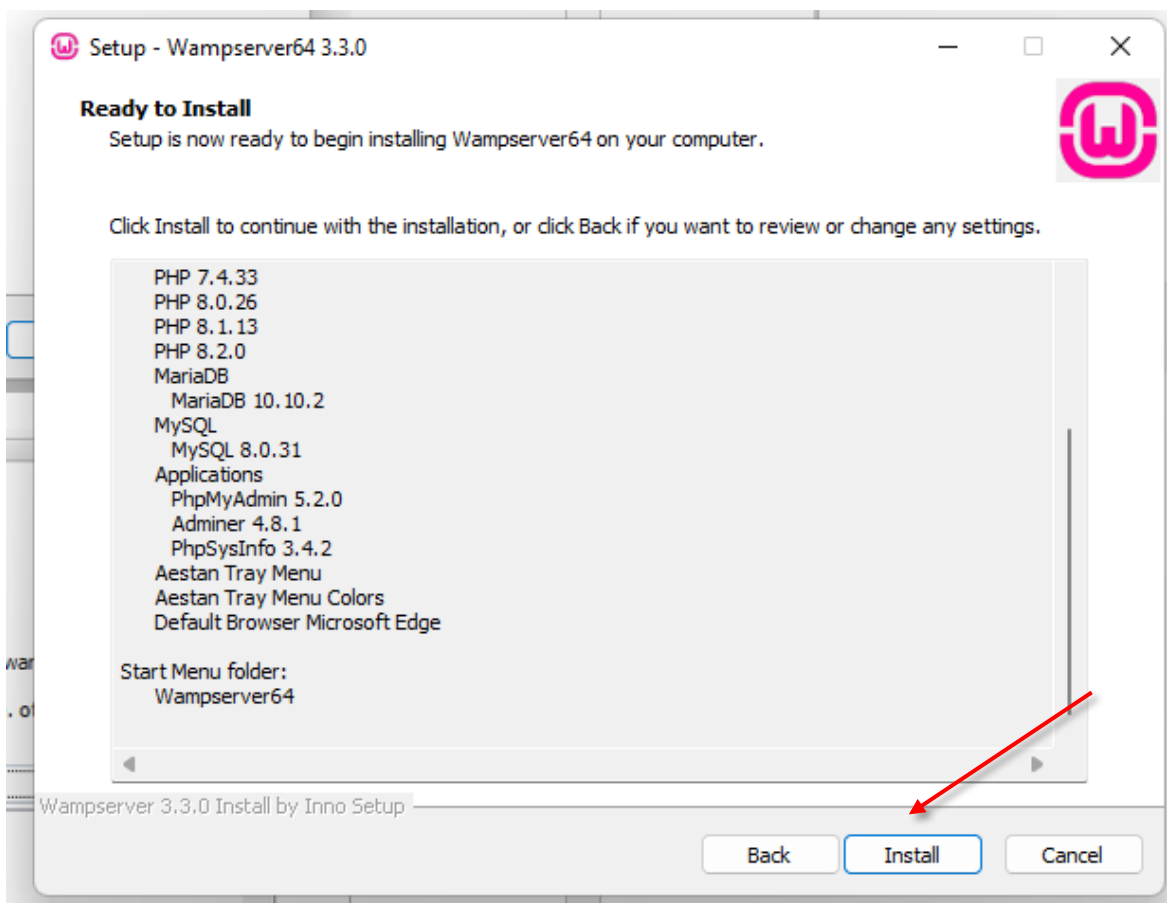 Setup - Wampserver64 3.3.0
Ready to Install
Setup is now ready to begin installing Wampserver64 on your computer.
Click Install to continue with the installation, or click Back if you want to review or change any settings.
PHP 7.4.33
PHP 8.0.26
PHP 8.1.13
PHP 8.2.0
MariaDB
MariaDB 10.10.2
MySQL
MySQL 8.0.31
Applications
PhpMyAdmin 5.2.0
Adminer 4.8.1
PhpSysInfo 3.4.2
Aestan Tray Menu
Aestan Tray Menu Colors
Default Browser Microsoft Edge
Start Menu folder:
Wampserver64
Wampserver 3.3.0 Install by Inno Setup
Back Install Cancel